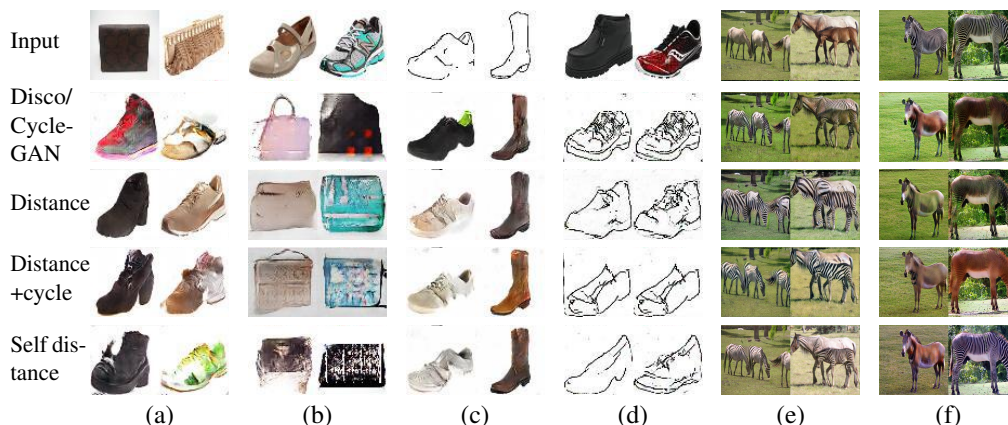 Input
Disco/
Cycle-
GAN
Distance
Distance
+cycle
Self dis-
tance
(a) (b) (c) (d) (e) (f)